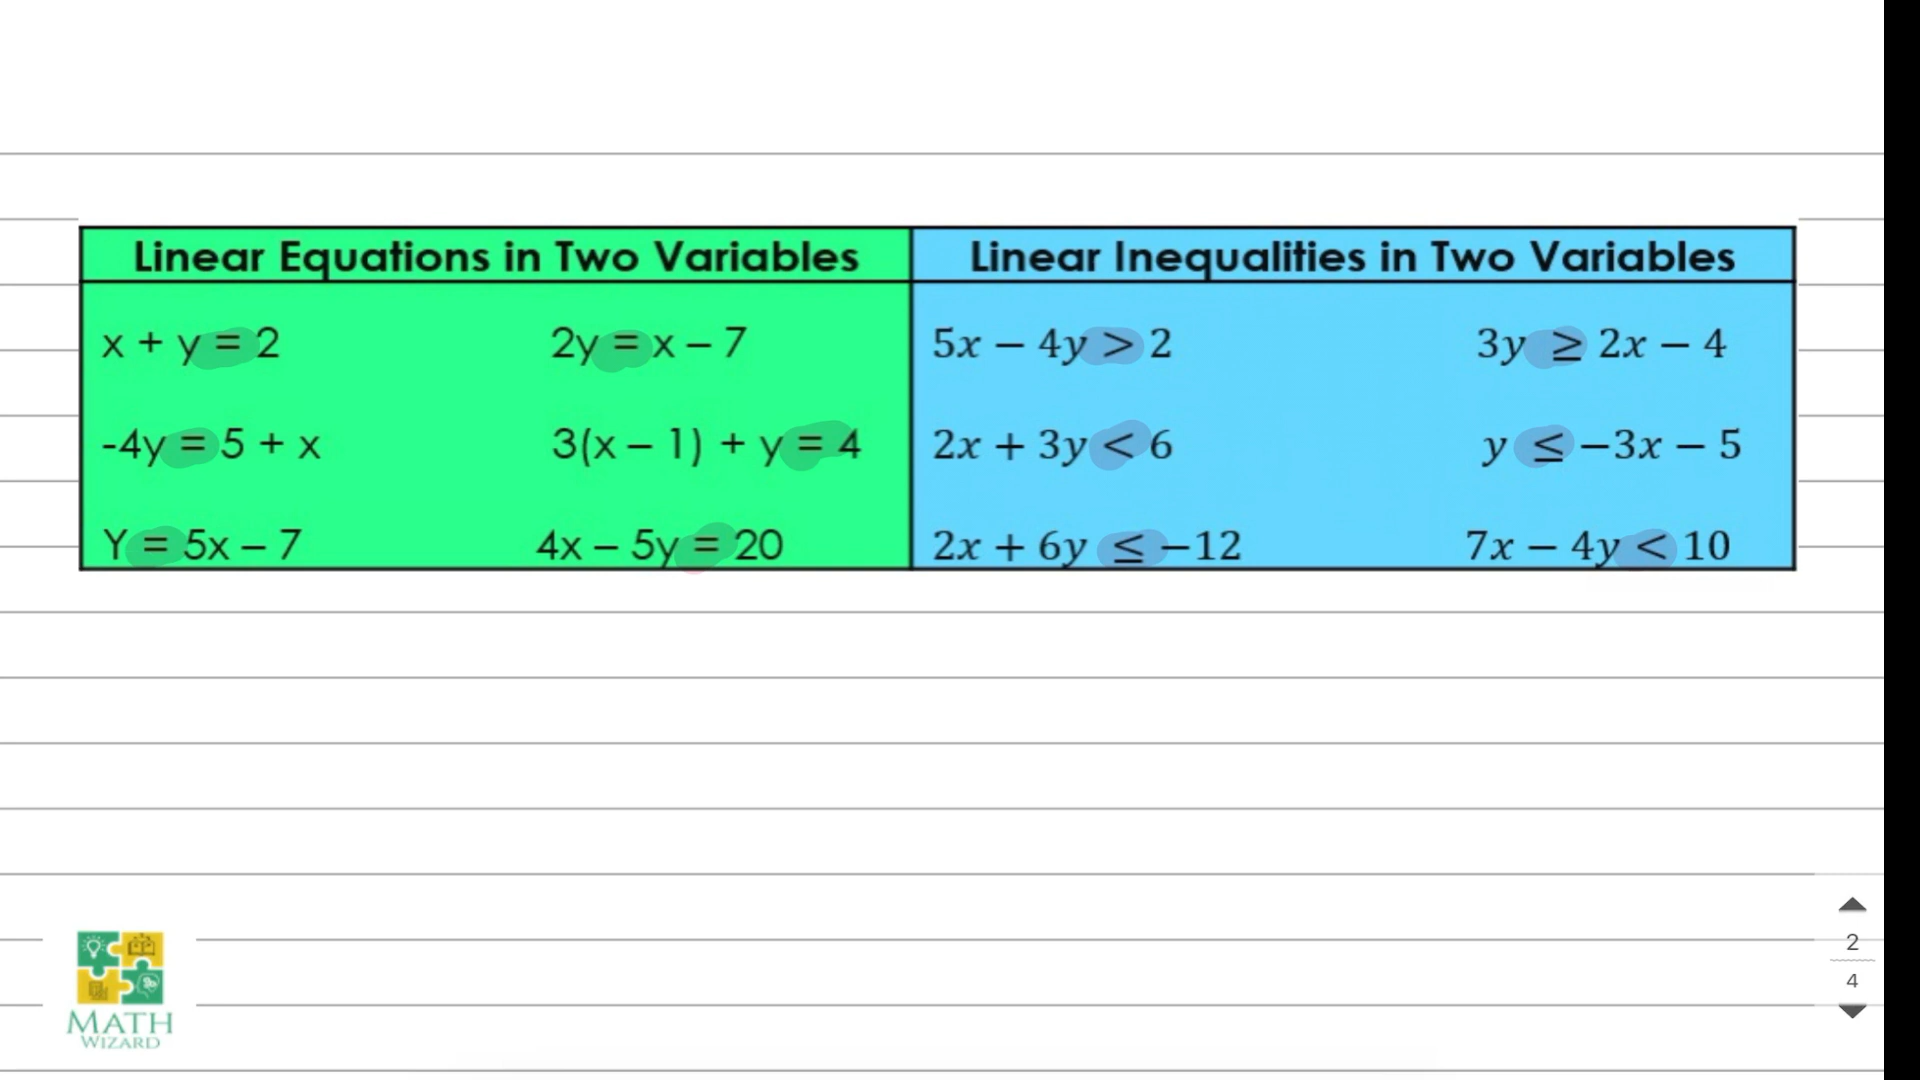 Linear Equations in Two Variables
Linear Inequalities in Two Variables
x + y = 2
2y = x – 7
5x − 4y > 2
3y ≥ 2x − 4
-4y = 5 + x
3(x – 1) + y = 4
2x + 3y < 6
y ≤ −3x − 5
Y = 5x – 7
4x – 5y = 20
2x + 6y ≤ −12
7x − 4y < 10
2
4
MATH
WIZARD